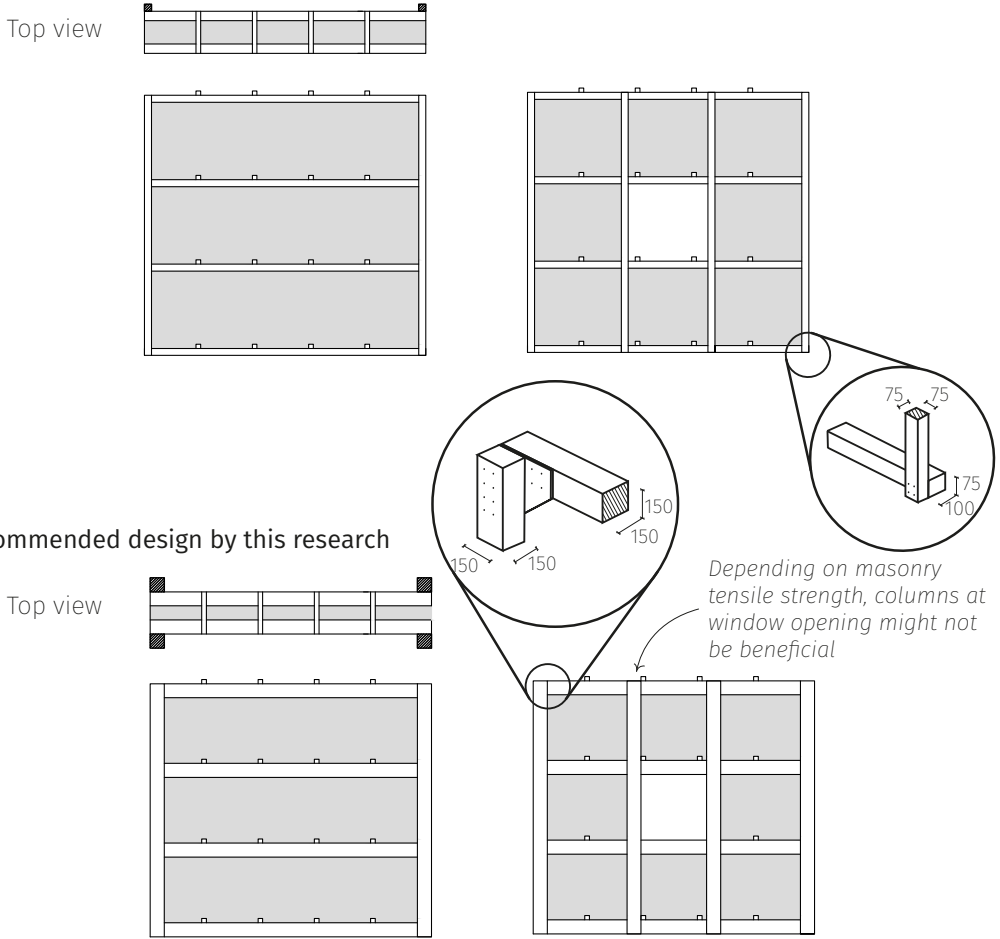 Top view
75 75
75
100
150
150
150 150
ommended design by this research
Top view
Depending on masonry
tensile strength, columns at
window opening might not
be beneficial